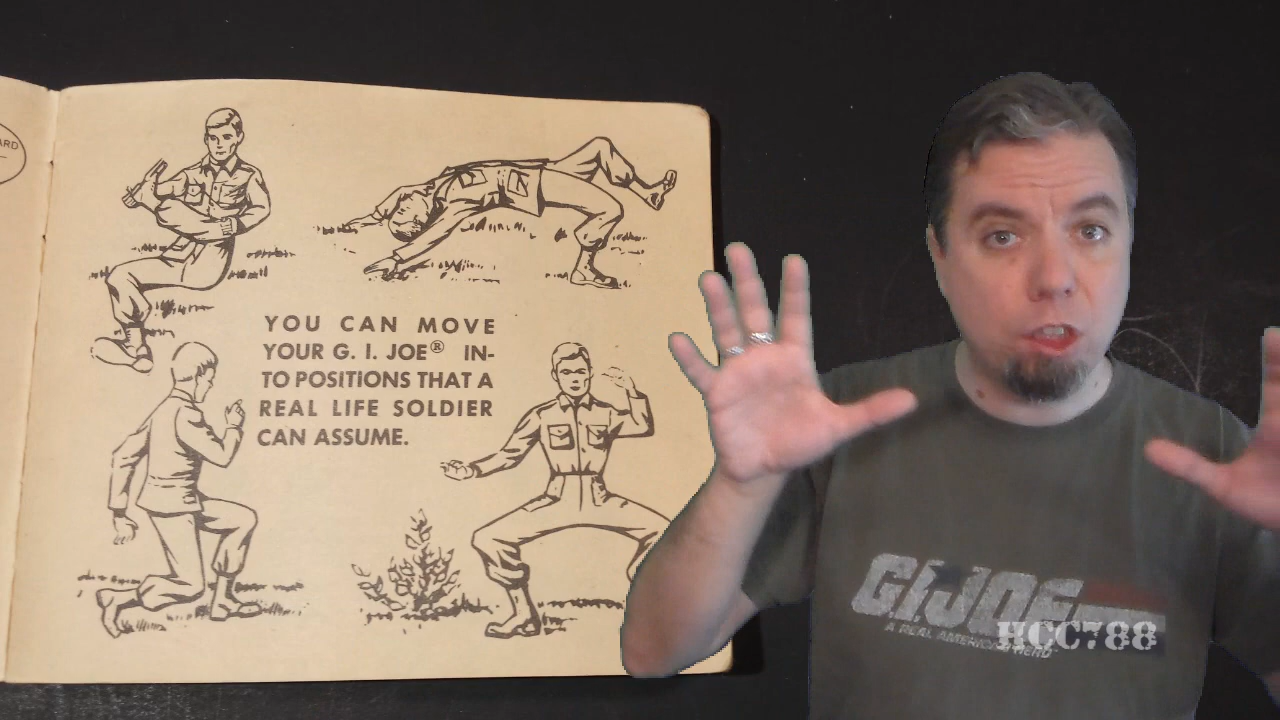 ARD
YOU CAN MOVE
YOUR G. I. JOE® IN-
TO POSITIONS THAT A
REAL LIFE SOLDIER
CAN ASSUME.
G.I. JOE
A REAL AMERICAN HERO
HCC788